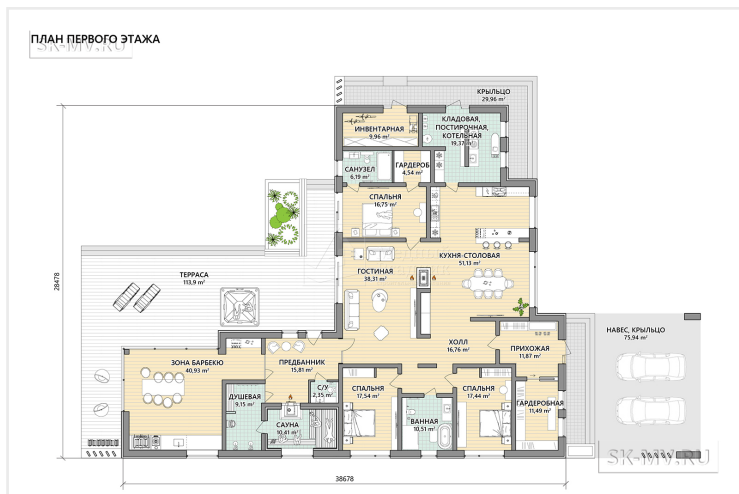 ПЛАН ПЕРВОГО ЭТАЖА
SK-MV.RU
КРЫЛЬЦО
29,96 m²
ИНВЕНТАРНАЯ
9,96 m²
КЛАДОВАЯ,
ПОСТИРОЧНАЯ,
КОТЕЛЬНАЯ
19,37 m²
САНУЗЕЛ
6,19 m²
ГАРДЕРОБ
4,54 m²
СПАЛЬНЯ
16,75 m²
КУХНЯ-СТОЛОВАЯ
51,13 m²
ГОСТИНАЯ
38,31 m²
ТЕРРАСА
113,9 m²
28478
НАВЕС, КРЫЛЬЦО
75,94 m²
ХОЛЛ
16,76 m²
ПРИХОЖАЯ
11,87 m²
ЗОНА БАРБЕКЮ
40,93 m²
ПРЕДБАННИК
15,81 m²
ДУШЕВАЯ
9,15 m²
С/У
2,35 m²
САУНА
10,41 m²
СПАЛЬНЯ
17,54 m²
ВАННАЯ
10,51 m²
СПАЛЬНЯ
17,44 m²
ГАРДЕРОБНАЯ
11,49 m²
SK-MV.RU
38678